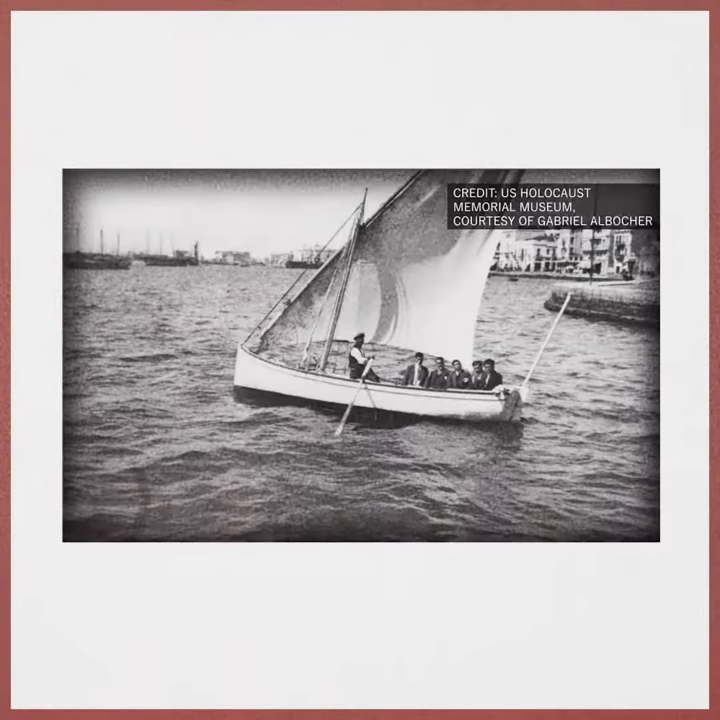 CREDIT: US HOLOCAUST
MEMORIAL MUSEUM,
COURTESY OF GABRIEL ALBOCHER